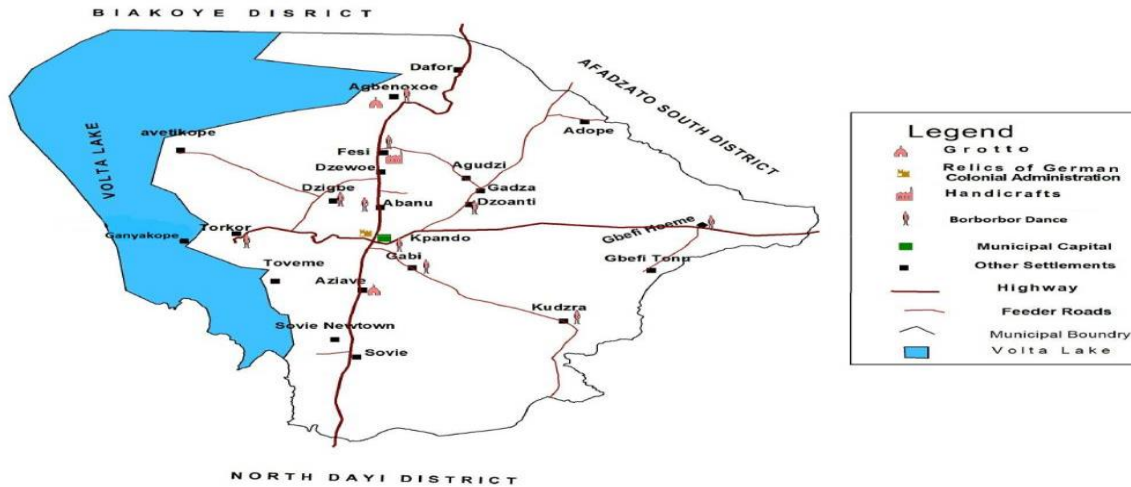 BIAKOYE DISRICT
AFADZATO SOUTH DISTRICT
Dafor
Agbenoxoe
Adope
avetikope
VOLTA LAKE
Fesi
Dzewoe
Agudzi
Gadza
Dzigbe
Abanu
Dzoanti
Torkor
Ganyakope
Kpando
Gbefi Hoeme
Gabi
Gbefi Tonu
Toveme
Aziave
Kudzra
Sovie Newtown
Sovie
NORTH DAYI DISTRICT
Legend
Grotto
Relics of German
Colonial Administration
Handicrafts
Borborbor Dance
Municipal Capital
Other Settlements
Highway
Feeder Roads
Municipal Boundry
Volta Lake